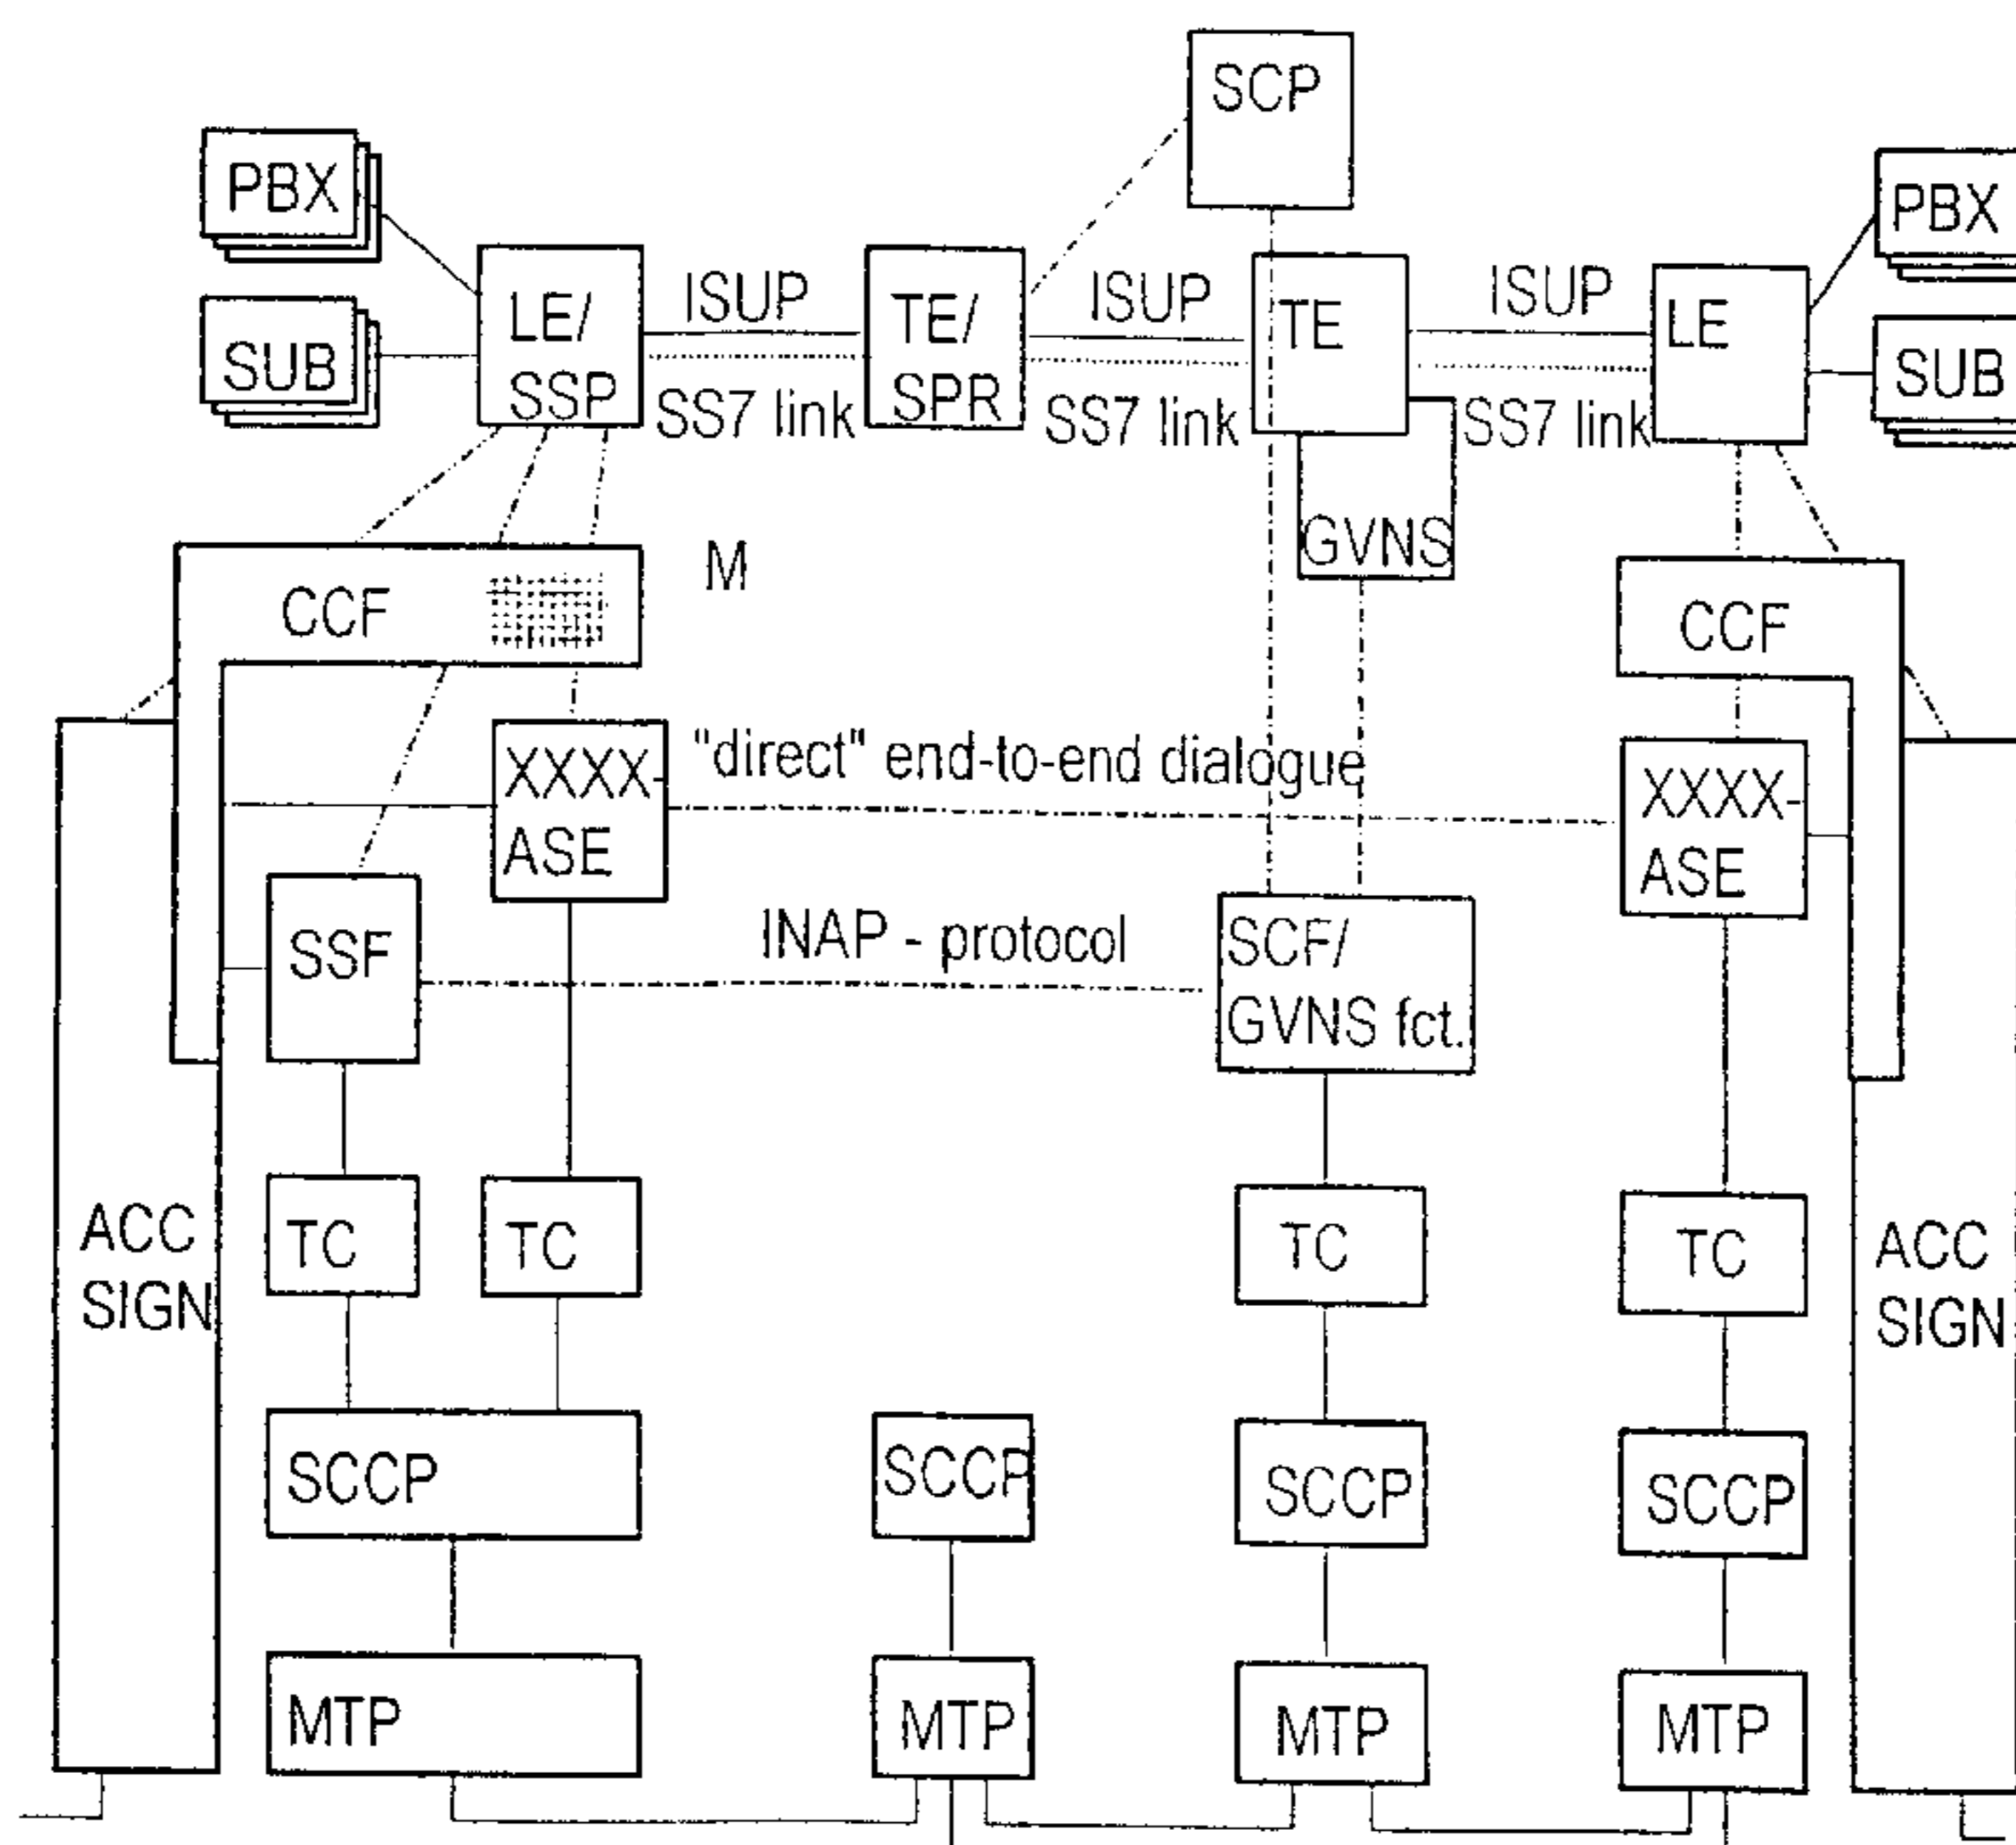 SCP
PBX
PBX
LE/
SSP
ISUP
TE/
SPR
ISUP
TE
ISUP
LE
SUB
SUB
SS7 link
SS7 link
SS7 link
GVNS
M
CCF
CCF
XXXX-
ASE
"direct" end-to-end dialogue
XXXX-
ASE
SSF
INAP - protocol
SCF/
GVNS fct.
ACC
SIGN
TC
TC
TC
TC
ACC
SIGN
SCCP
SCCP
SCCP
SCCP
MTP
MTP
MTP
MTP